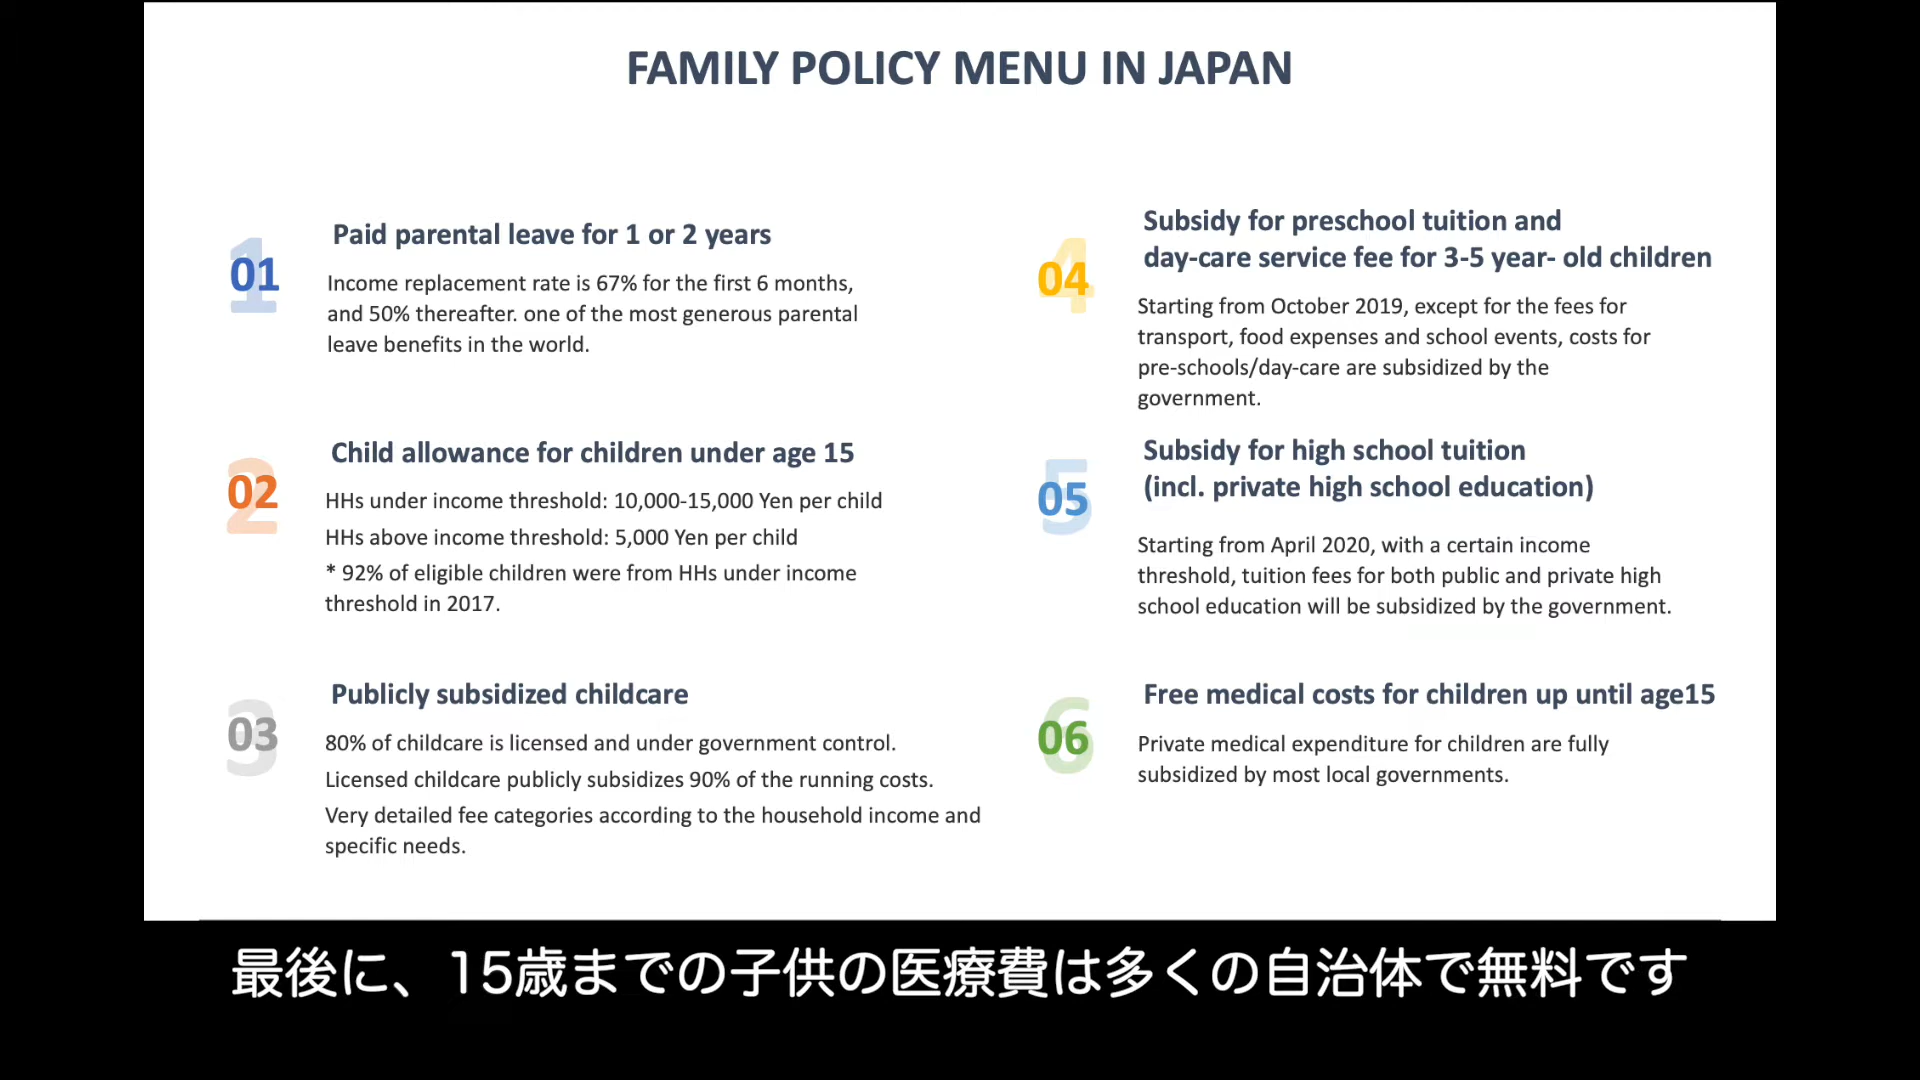 FAMILY POLICY MENU IN JAPAN
01
Paid parental leave for 1 or 2 years
Income replacement rate is 67% for the first 6 months,
and 50% thereafter. one of the most generous parental
leave benefits in the world.
02
Child allowance for children under age 15
HHs under income threshold: 10,000-15,000 Yen per child
HHs above income threshold: 5,000 Yen per child
* 92% of eligible children were from HHs under income
threshold in 2017.
03
Publicly subsidized childcare
80% of childcare is licensed and under government control.
Licensed childcare publicly subsidizes 90% of the running costs.
Very detailed fee categories according to the household income and
specific needs.
04
Subsidy for preschool tuition and
day-care service fee for 3-5 year- old children
Starting from October 2019, except for the fees for
transport, food expenses and school events, costs for
pre-schools/day-care are subsidized by the
government.
05
Subsidy for high school tuition
(incl. private high school education)
Starting from April 2020, with a certain income
threshold, tuition fees for both public and private high
school education will be subsidized by the government.
06
Free medical costs for children up until age15
Private medical expenditure for children are fully
subsidized by most local governments.
最後に、15歳までの子供の医療費は多くの自治体で無料です